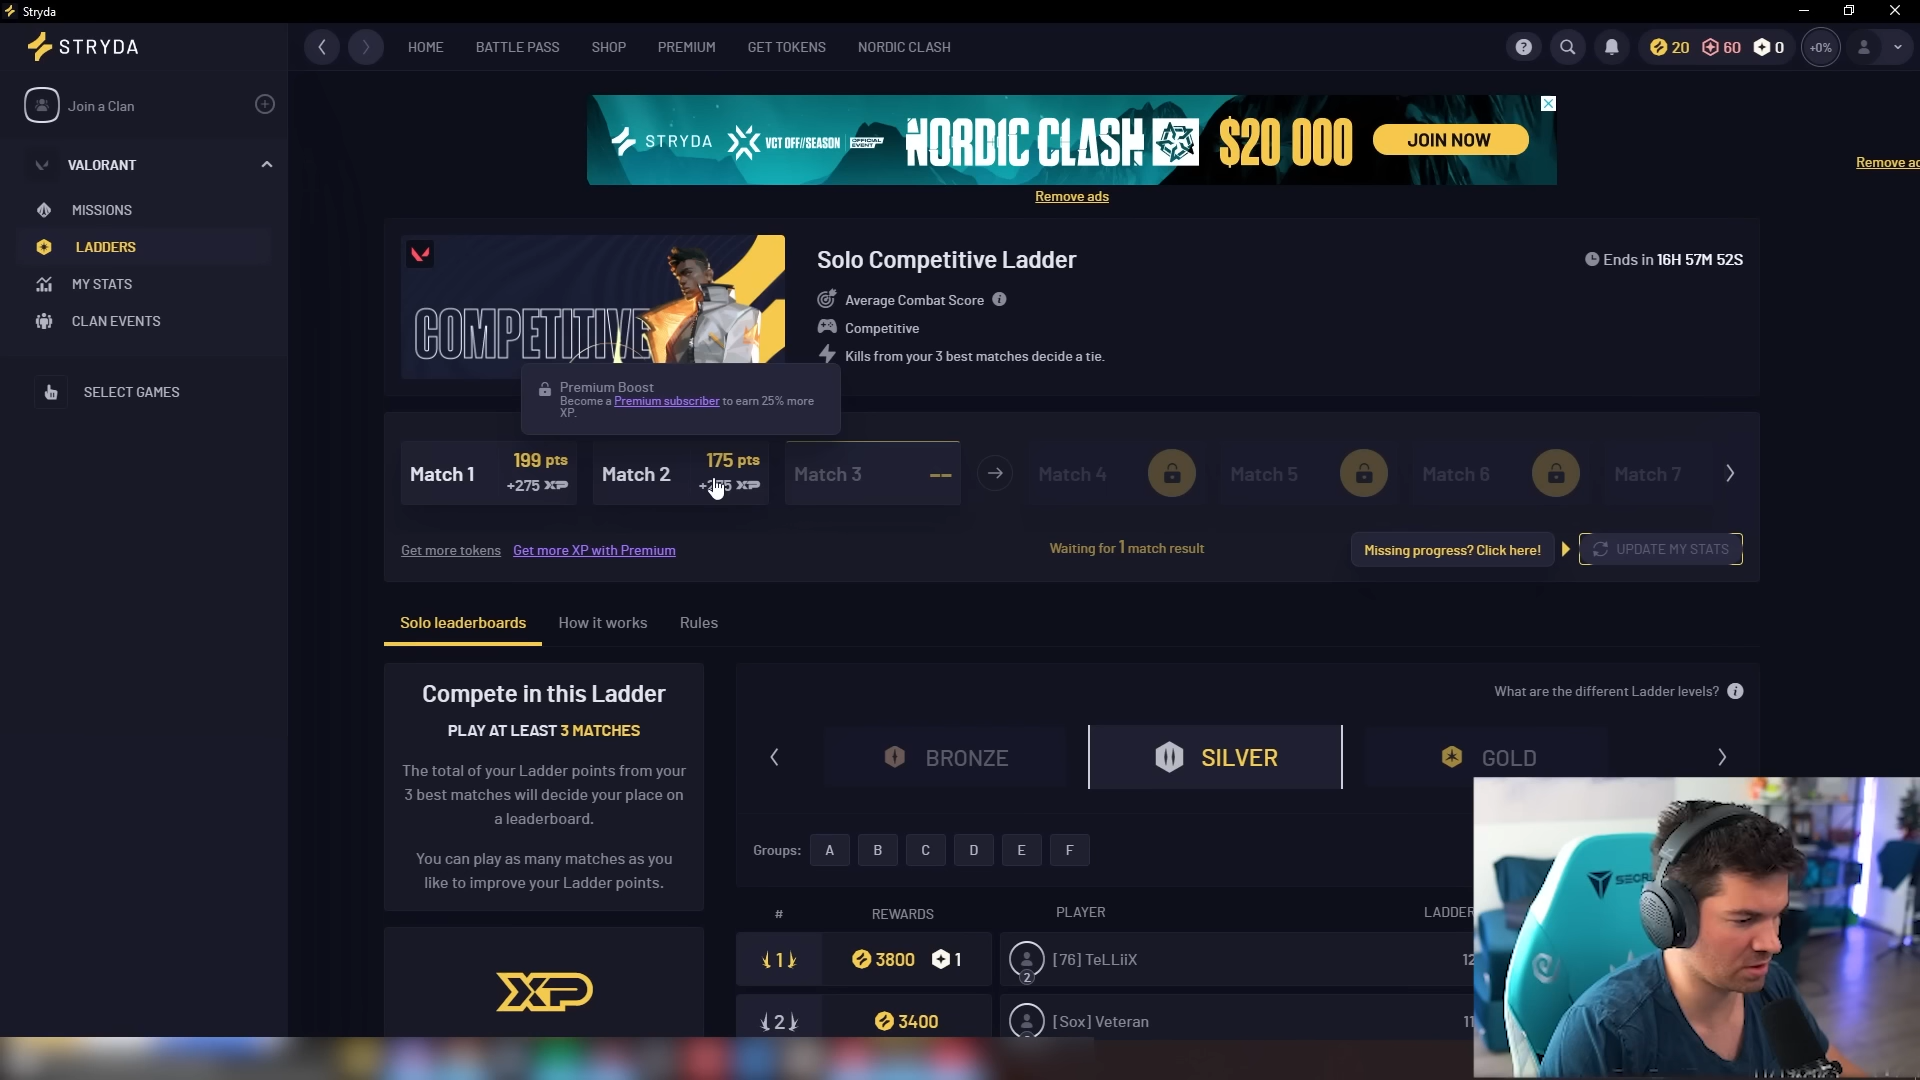 Stryda
STRYDA
HOME
BATTLE PASS
SHOP
PREMIUM
GET TOKENS
NORDIC CLASH
20
60
0
+0%
Join a Clan
VALORANT
MISSIONS
LADDERS
MY STATS
CLAN EVENTS
SELECT GAMES
STRYDA
VCT OFF//SEASON
NORDIC CLASH
$20 000
JOIN NOW
Remove ads
Remove ad
COMPETITIVE
Solo Competitive Ladder
Ends in 16H 57M 52S
Average Combat Score
Competitive
Kills from your 3 best matches decide a tie.
Premium Boost
Become a Premium subscriber to earn 25% more
XP.
Match 1
199 pts
+275 XP
Match 2
175 pts
XP
Match 3
--
Match 4
Match 5
Match 6
Match 7
Get more tokens
Get more XP with Premium
Waiting for 1 match result
Missing progress? Click here!
UPDATE MY STATS
Solo leaderboards
How it works
Rules
Compete in this Ladder
PLAY AT LEAST 3 MATCHES
The total of your Ladder points from your
3 best matches will decide your place on
a leaderboard.
You can play as many matches as you
like to improve your Ladder points.
XP
What are the different Ladder levels?
BRONZE
SILVER
GOLD
Groups:
A
B
C
D
E
F
#
REWARDS
PLAYER
LADDER
1
3800
1
2
[76] TeLLiiX
12
2
3400
[Sox] Veteran
11